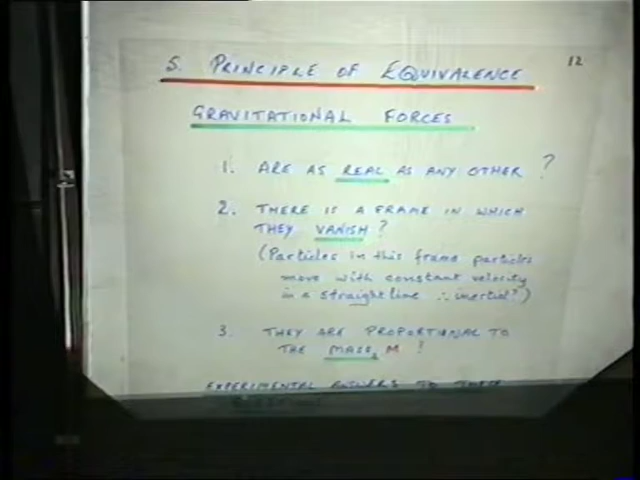 12
5. PRINCIPLE OF EQUIVALENCE
GRAVITATIONAL FORCES
1. ARE AS REAL AS ANY OTHER ?
2. THERE IS A FRAME IN WHICH
THEY VANISH ?
(Particles in this frame particles
move with constant velocity
in a straight line ∴ inertial?)
3. THEY ARE PROPORTIONAL TO
THE MASS, M ?
EXPERIMENTAL ANSWERS TO THESE